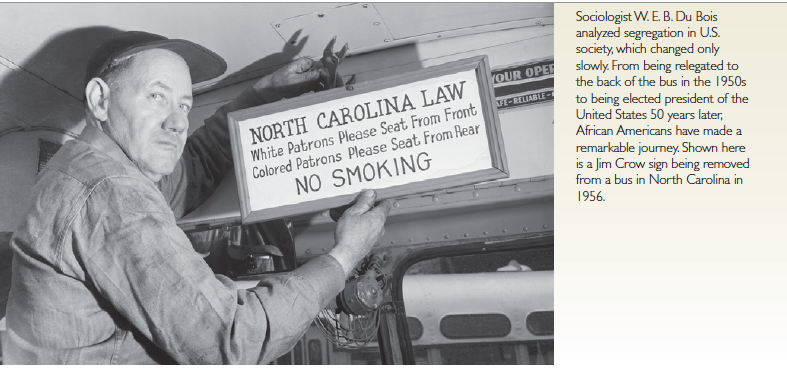 NORTH CAROLINA LAW
White Patrons Please Seat From Front
Colored Patrons Please Seat From Rear
NO SMOKING
YOUR OPER
AFE-RELIABLE-
Sociologist W. E. B. Du Bois
analyzed segregation in U.S.
society, which changed only
slowly. From being relegated to
the back of the bus in the 1950s
to being elected president of the
United States 50 years later,
African Americans have made a
remarkable journey. Shown here
is a Jim Crow sign being removed
from a bus in North Carolina in
1956.